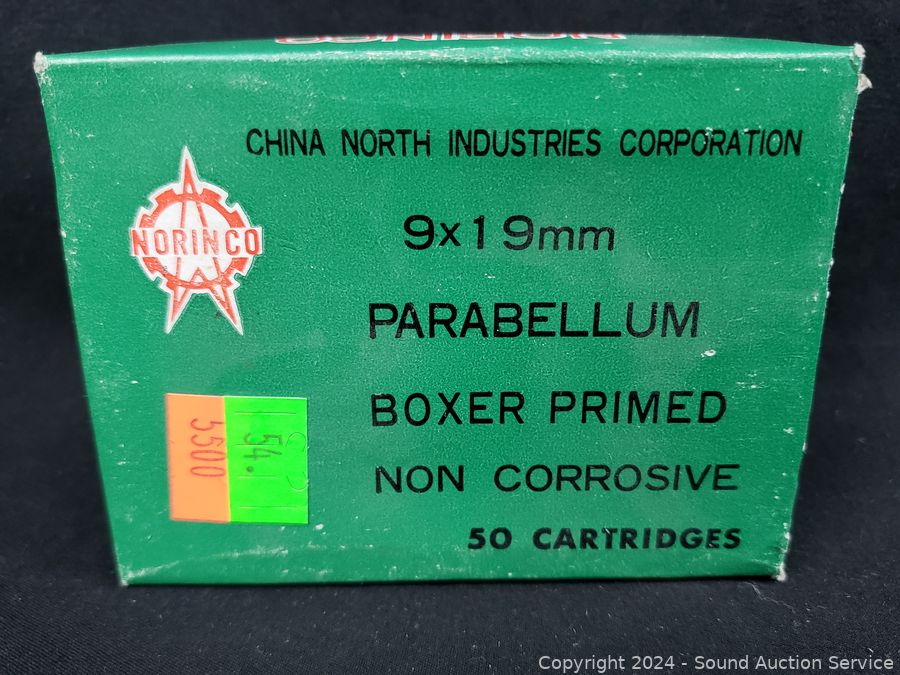 NORINCO
CHINA NORTH INDUSTRIES CORPORATION
NORINCO
9x19mm
PARABELLUM
BOXER PRIMED
NON CORROSIVE
50 CARTRIDGES
5500
Copyright © 2024 - Sound Auction Service